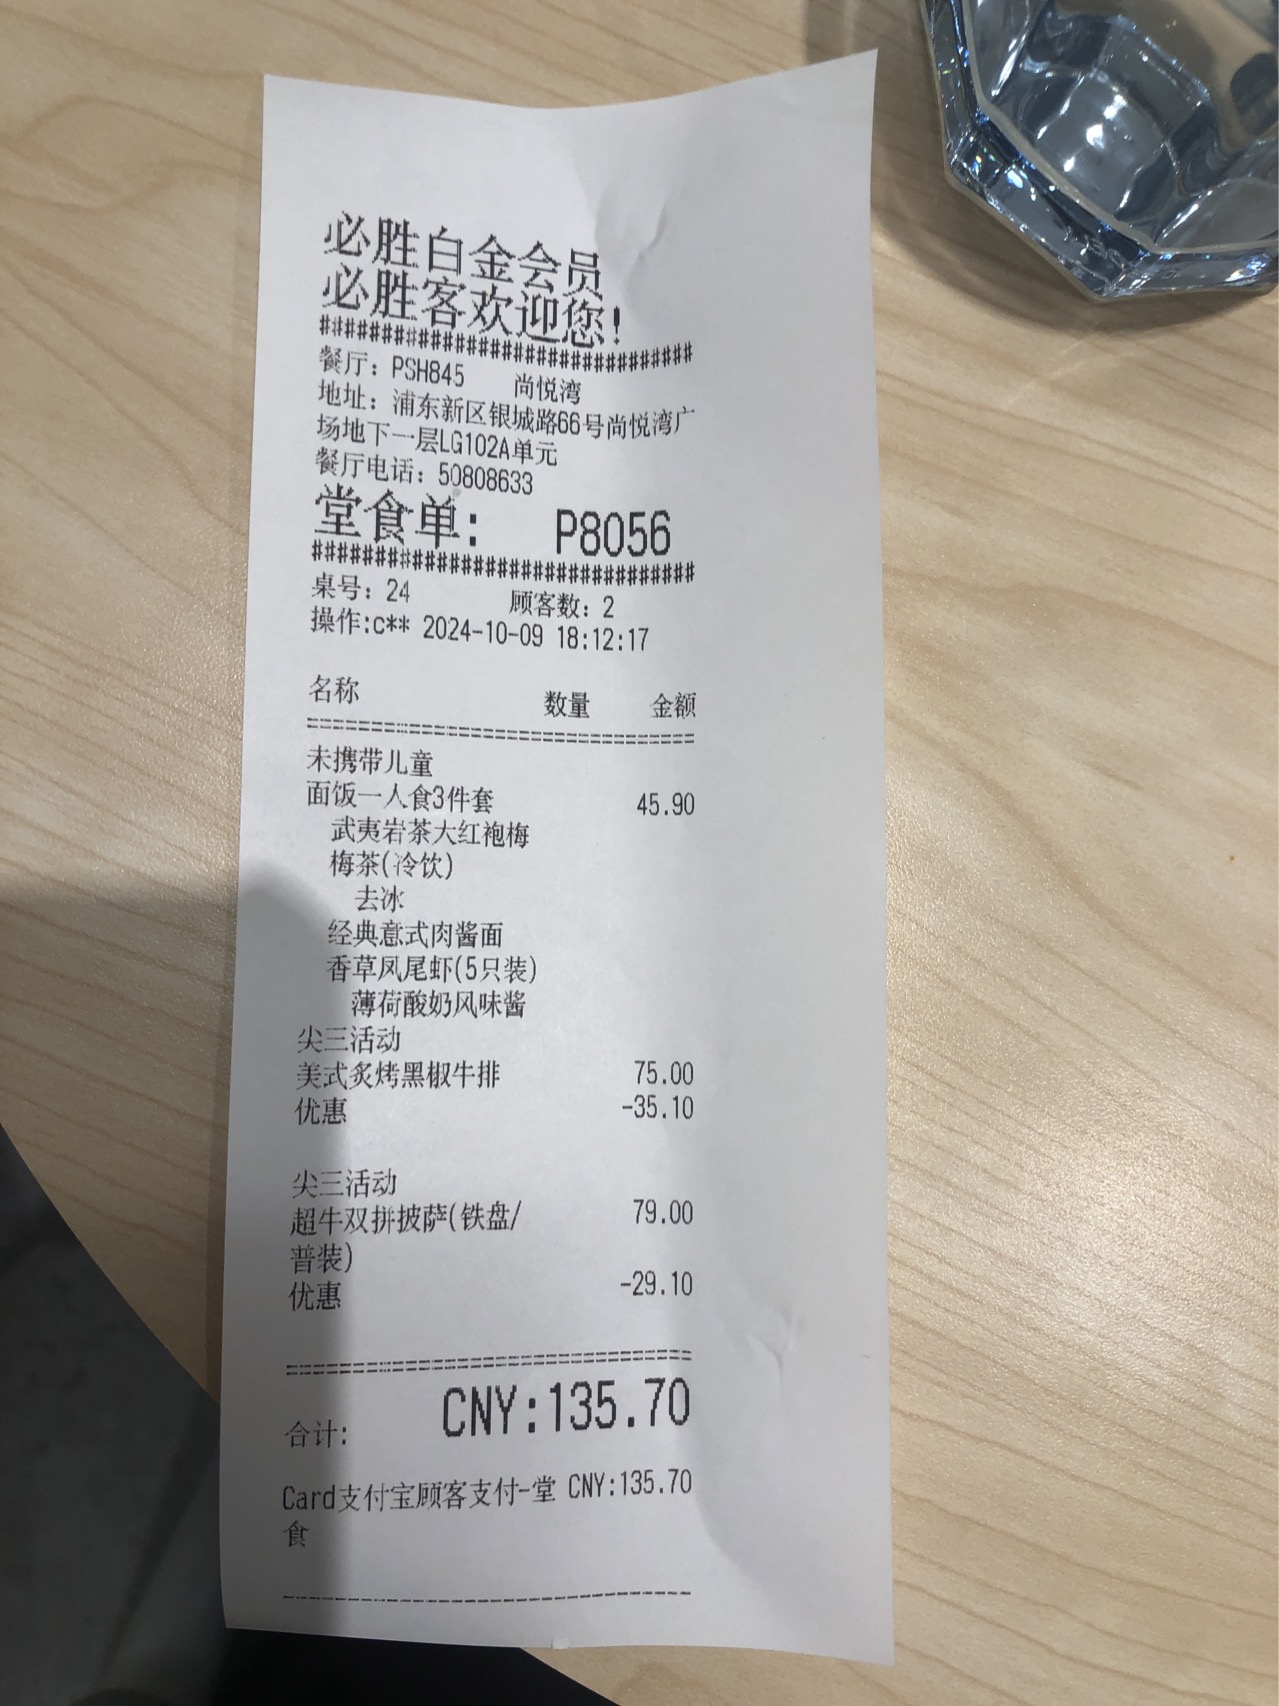 必胜白金会员
必胜客欢迎您!
###############################
餐厅: PSH845 尚悦湾
地址: 浦东新区银城路66号尚悦湾广
场地下一层LG102A单元
餐厅电话: 50808633
堂食单: P8056
###############################
桌号: 24 顾客数: 2
操作:c** 2024-10-09 18:12:17
名称 数量 金额
===============================
未携带儿童
面饭一人食3件套 45.90
武夷岩茶大红袍梅
梅茶(冷饮)
去冰
经典意式肉酱面
香草凤尾虾(5只装)
薄荷酸奶风味酱
尖三活动
美式炙烤黑椒牛排 75.00
优惠 -35.10
尖三活动
超牛双拼披萨(铁盘/ 79.00
普装)
优惠 -29.10
===============================
合计: CNY:135.70
Card支付宝顾客支付-堂 CNY:135.70
食
-------------------------------